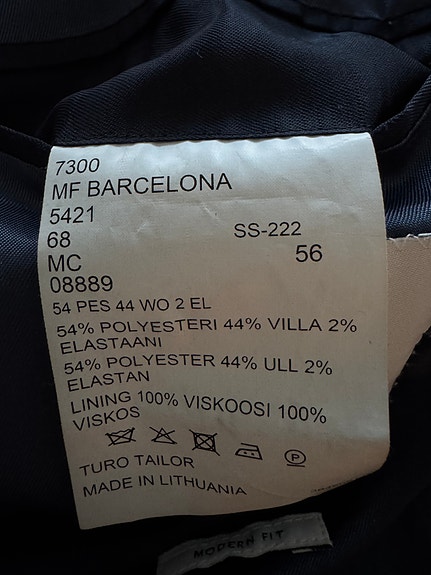 7300
MF BARCELONA
5421
68 SS-222
MC 56
08889
54 PES 44 WO 2 EL
54% POLYESTERI 44% VILLA 2%
ELASTAANI
54% POLYESTER 44% ULL 2%
ELASTAN
LINING 100% VISKOOSI 100%
VISKOS
P
TURO TAILOR
MADE IN LITHUANIA
MODERN FIT